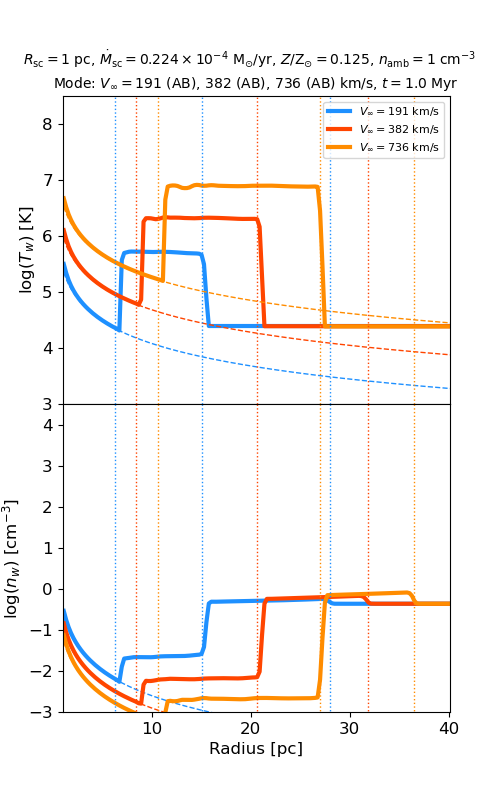 R_sc = 1 pc, Ṁ_sc = 0.224 × 10⁻⁴ M_⊙/yr, Z/Z_⊙ = 0.125, n_amb = 1 cm⁻³
Mode: V_∞ = 191 (AB), 382 (AB), 736 (AB) km/s, t = 1.0 Myr
V_∞ = 191 km/s
V_∞ = 382 km/s
V_∞ = 736 km/s
log(T_w) [K]
8
7
6
5
4
3
log(n_w) [cm⁻³]
4
3
2
1
0
−1
−2
−3
10
20
30
40
Radius [pc]